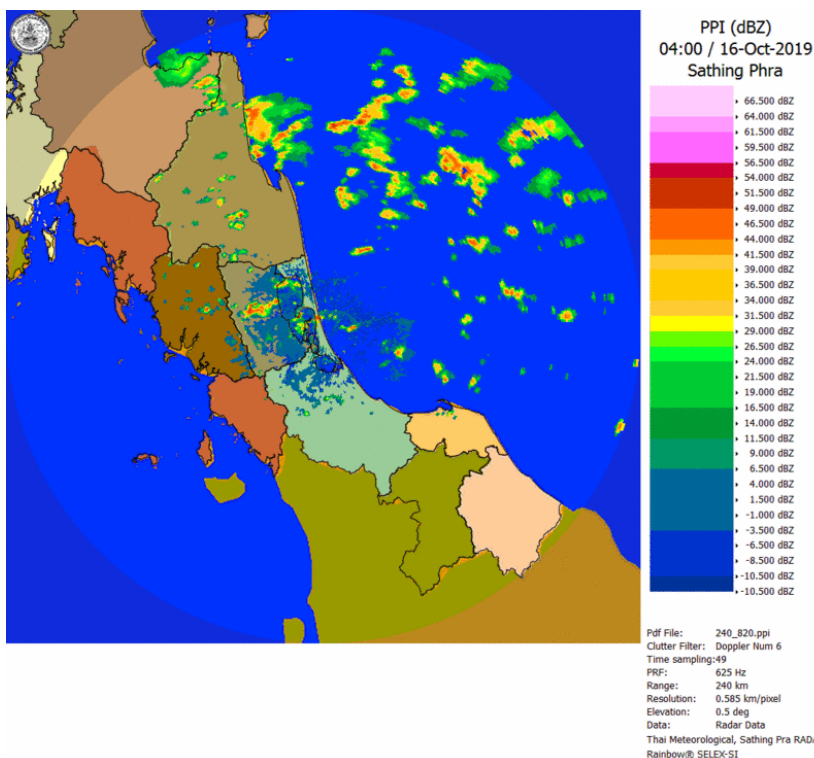 PPI (dBZ)
04:00 / 16-Oct-2019
Sathing Phra
66.500 dBZ
64.000 dBZ
61.500 dBZ
59.500 dBZ
56.500 dBZ
54.000 dBZ
51.500 dBZ
49.000 dBZ
46.500 dBZ
44.000 dBZ
41.500 dBZ
39.000 dBZ
36.500 dBZ
34.000 dBZ
31.500 dBZ
29.000 dBZ
26.500 dBZ
24.000 dBZ
21.500 dBZ
19.000 dBZ
16.500 dBZ
14.000 dBZ
11.500 dBZ
9.000 dBZ
6.500 dBZ
4.000 dBZ
1.500 dBZ
-1.000 dBZ
-3.500 dBZ
-6.500 dBZ
-8.500 dBZ
-10.500 dBZ
-10.500 dBZ
Pdf File: 240_820.ppi
Clutter Filter: Doppler Num 6
Time sampling:49
PRF: 625 Hz
Range: 240 km
Resolution: 0.585 km/pixel
Elevation: 0.5 deg
Data: Radar Data
Thai Meteorological, Sathing Pra RADA
Rainbow® SELEX-SI